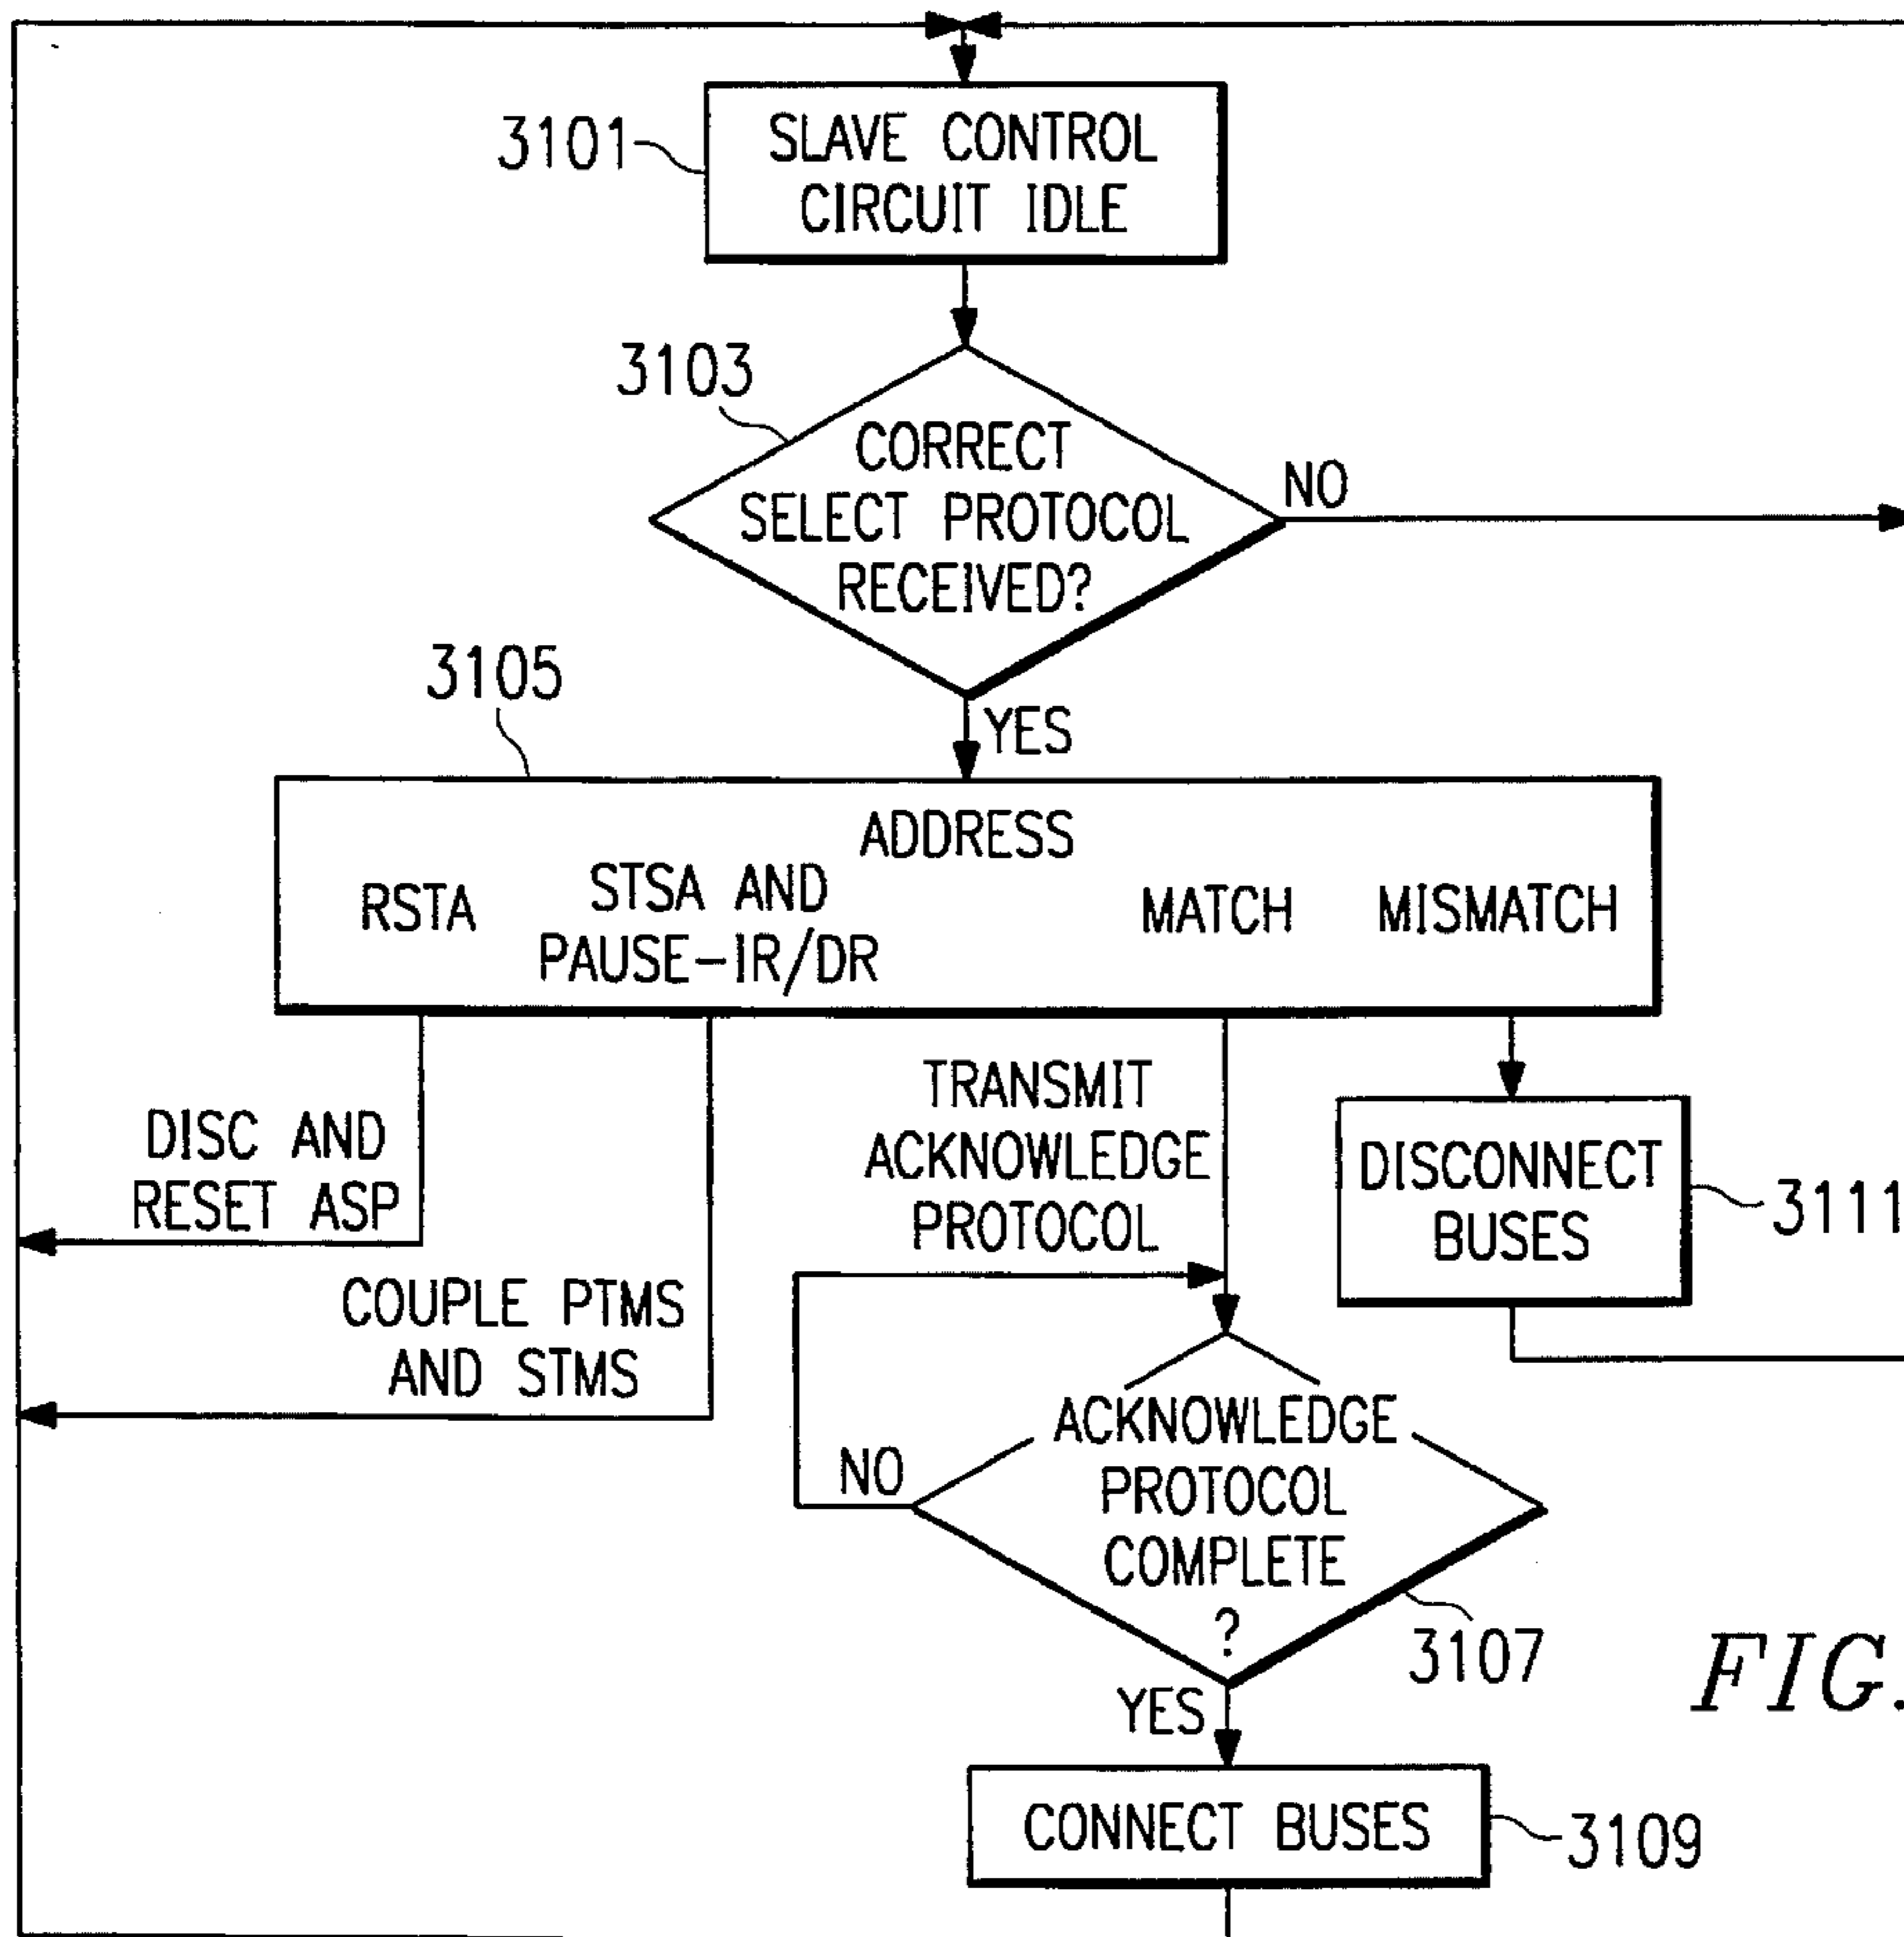 3101
SLAVE CONTROL
CIRCUIT IDLE
3103
CORRECT
SELECT PROTOCOL
RECEIVED?
NO
YES
3105
ADDRESS
RSTA
STSA AND
PAUSE-IR/DR
MATCH
MISMATCH
DISC AND
RESET ASP
COUPLE PTMS
AND STMS
TRANSMIT
ACKNOWLEDGE
PROTOCOL
DISCONNECT
BUSES
3111
NO
ACKNOWLEDGE
PROTOCOL
COMPLETE
?
3107
YES
CONNECT BUSES
3109
FIG.